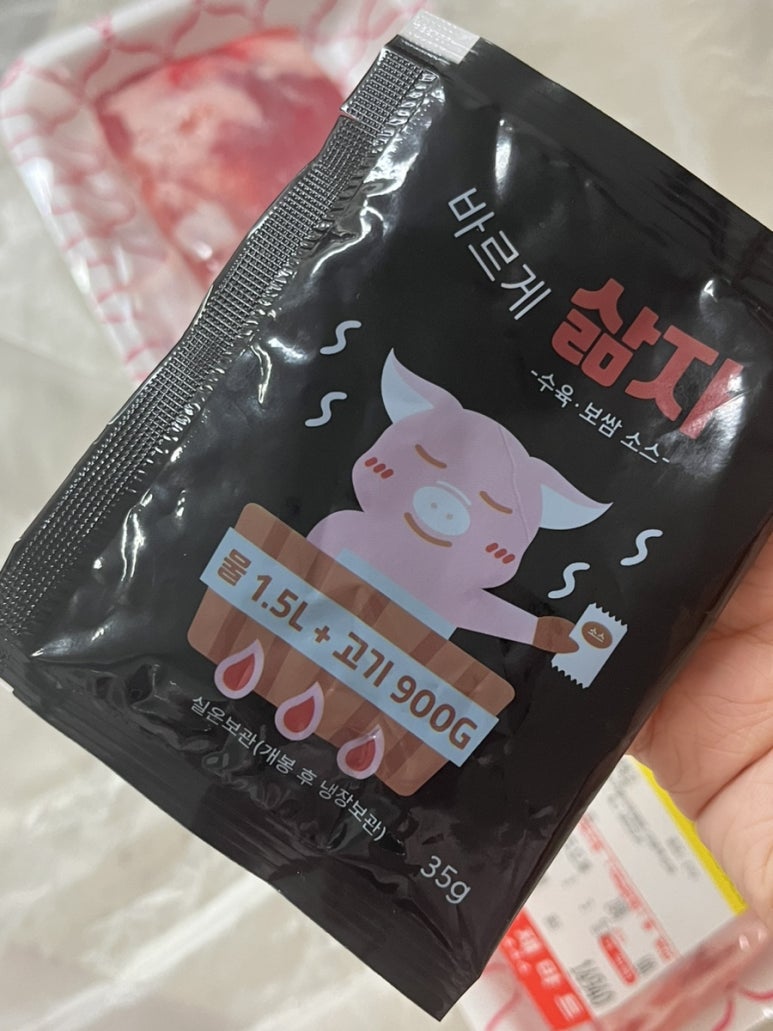 바르게
삶지
-수육·보쌈 소스-
소스
물 1.5L + 고기 900G
실온보관(개봉 후 냉장보관)
35g